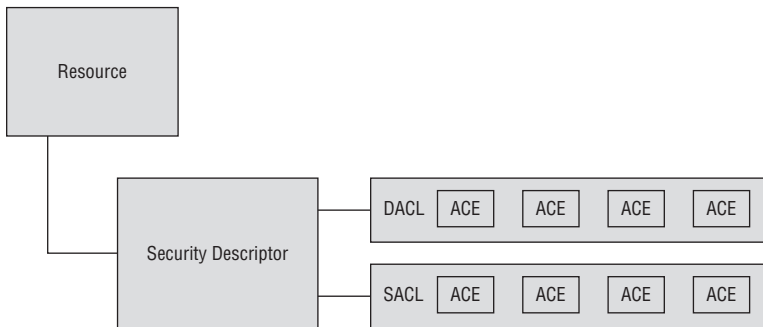 Resource
Security Descriptor
DACL ACE ACE ACE ACE
SACL ACE ACE ACE ACE